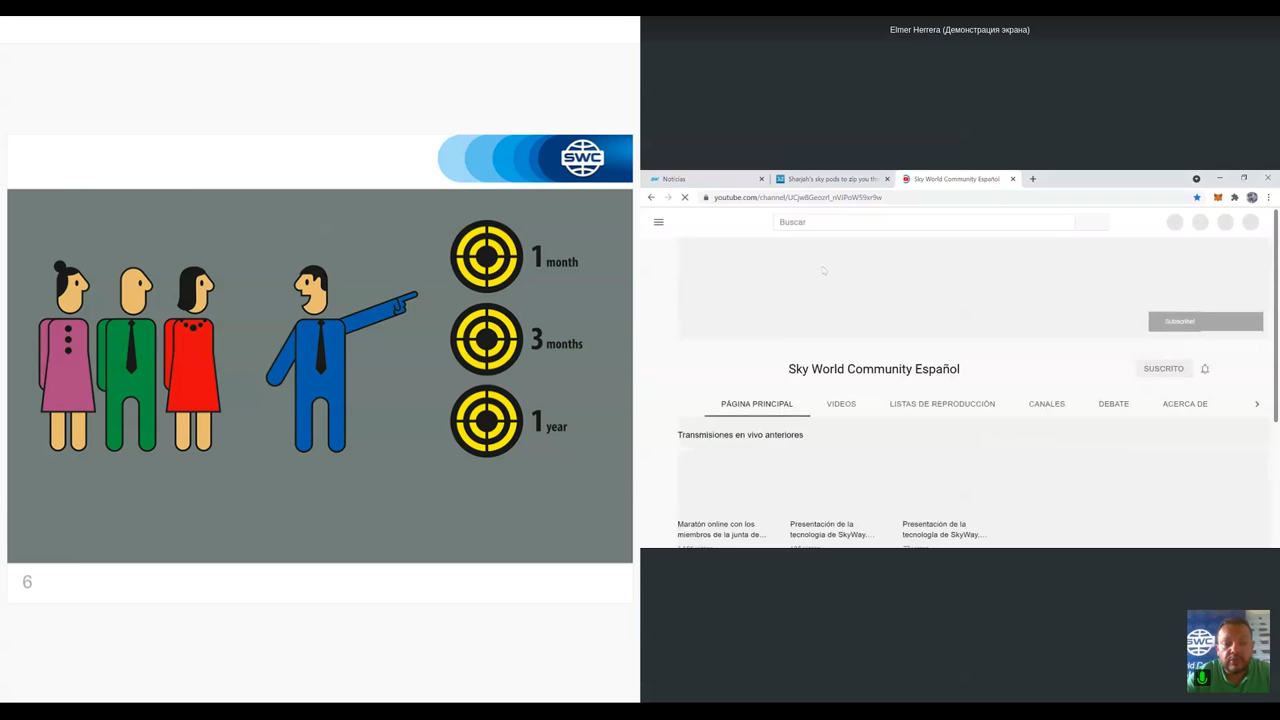 Elmer Herrera (Демонстрация экрана)
SWC
1 month
3 months
1 year
6
Noticias
Sharjah's sky pods to zip you th
Sky World Community Español
youtube.com/channel/UCjw8Geozrl_nVJPoW59xr9w
Buscar
Subscribe!
Sky World Community Español
SUSCRITO
PÁGINA PRINCIPAL
VIDEOS
LISTAS DE REPRODUCCIÓN
CANALES
DEBATE
ACERCA DE
Transmisiones en vivo anteriores
Maratón online con los
miembros de la junta de...
Presentación de la
tecnología de SkyWay....
Presentación de la
tecnología de SkyWay....
SWC